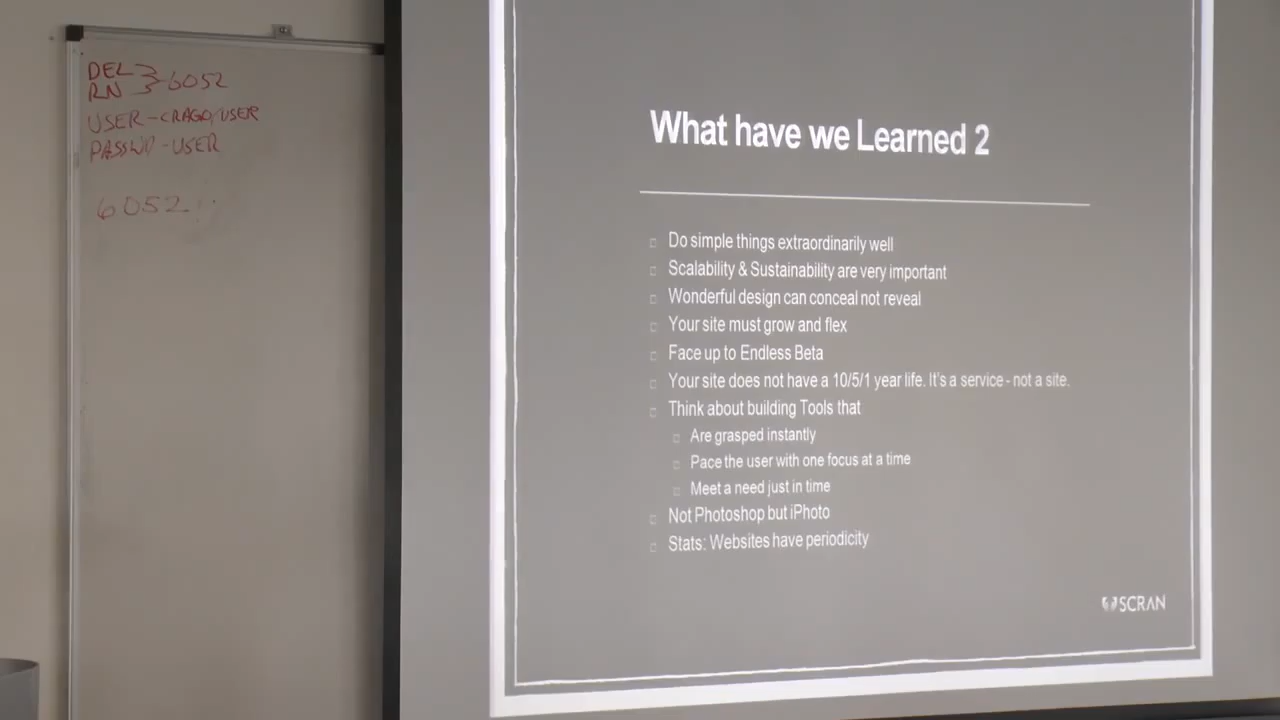 DEL
RN 3-6052
USER-CRAGO/USER
PASSWD-USER
6052
What have we Learned 2
Do simple things extraordinarily well
Scalability & Sustainability are very important
Wonderful design can conceal not reveal
Your site must grow and flex
Face up to Endless Beta
Your site does not have a 10/5/1 year life. It's a service - not a site.
Think about building Tools that
Are grasped instantly
Pace the user with one focus at a time
Meet a need just in time
Not Photoshop but iPhoto
Stats: Websites have periodicity
SCRAN